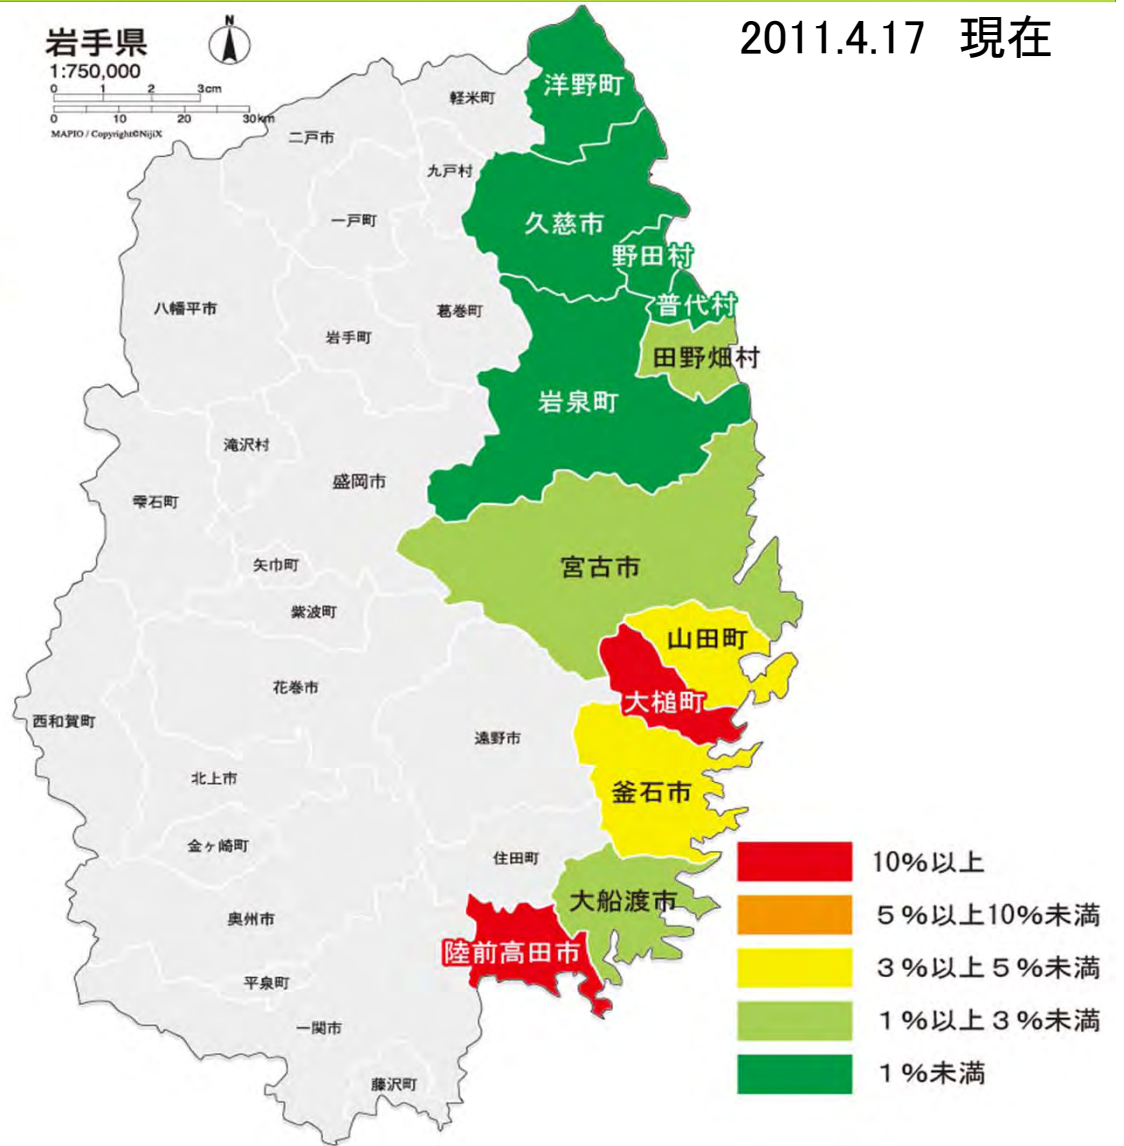 岩手県
N
2011.4.17 現在
1:750,000
0 1 2 3cm
0 10 20 30km
MAPIO / Copyright©NijiX
洋野町
軽米町
二戸市
九戸村
一戸町
久慈市
野田村
普代村
八幡平市
葛巻町
岩手町
田野畑村
岩泉町
滝沢村
盛岡市
雫石町
宮古市
矢巾町
紫波町
山田町
花巻市
大槌町
西和賀町
遠野市
北上市
釜石市
金ヶ崎町
住田町
大船渡市
奥州市
陸前高田市
平泉町
一関市
藤沢町
10%以上
5%以上10%未満
3%以上5%未満
1%以上3%未満
1%未満